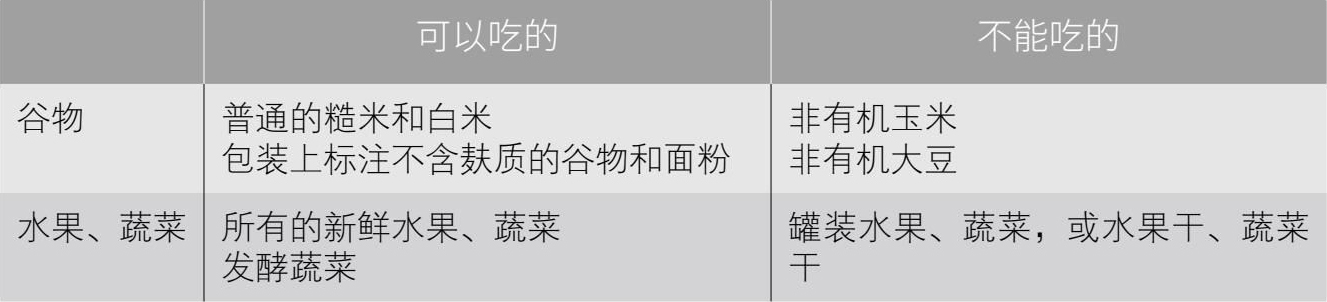 可以吃的 不能吃的
谷物 普通的糙米和白米 非有机玉米
包装上标注不含麸质的谷物和面粉 非有机大豆
水果、蔬菜 所有的新鲜水果、蔬菜 罐装水果、蔬菜，或水果干、蔬菜
发酵蔬菜 干